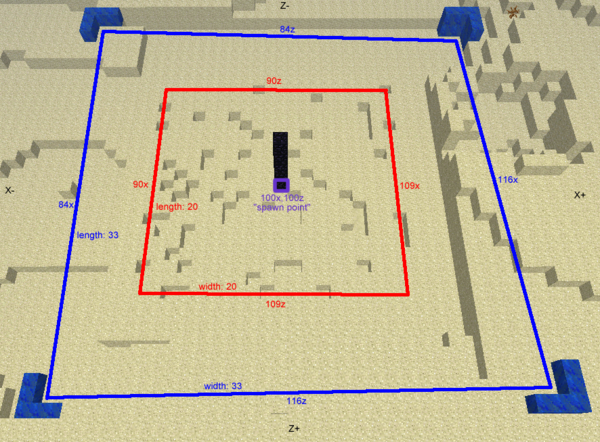 Z-
84z
90z
X-
90x
109x
116x
X+
100x,100z
"spawn point"
84x
length: 20
length: 33
width: 20
109z
width: 33
116z
Z+